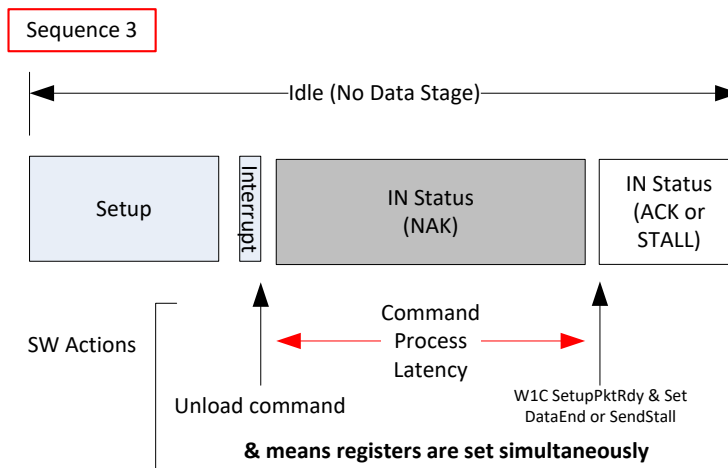 Sequence 3
Idle (No Data Stage)
Setup
Interrupt
IN Status
(NAK)
IN Status
(ACK or
STALL)
SW Actions
Command
Process
Latency
Unload command
W1C SetupPktRdy & Set
DataEnd or SendStall
& means registers are set simultaneously